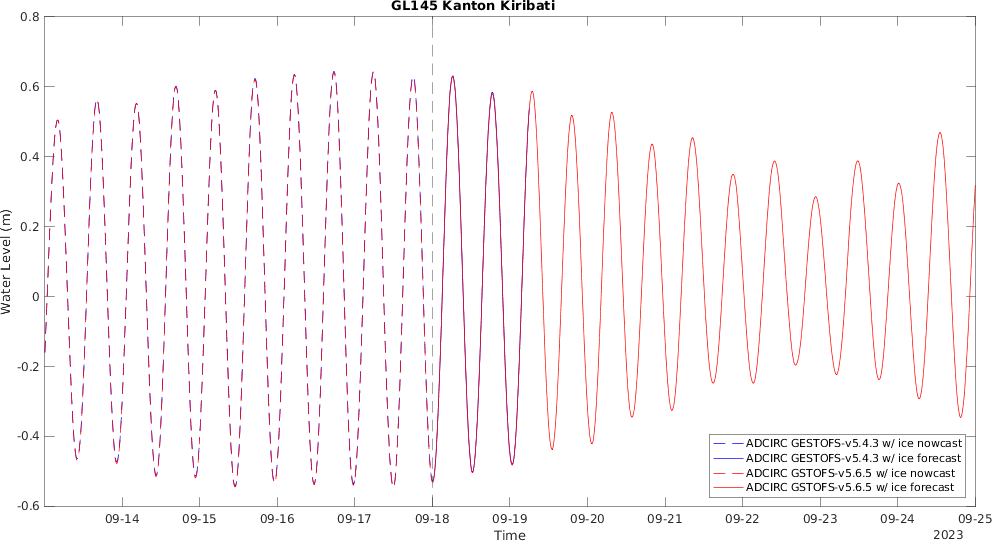 GL145 Kanton Kiribati
0.8
0.6
0.4
0.2
0
-0.2
-0.4
-0.6
Water Level (m)
ADCIRC GESTOFS-v5.4.3 w/ ice nowcast
ADCIRC GESTOFS-v5.4.3 w/ ice forecast
ADCIRC GSTOFS-v5.6.5 w/ ice nowcast
ADCIRC GSTOFS-v5.6.5 w/ ice forecast
09-14 09-15 09-16 09-17 09-18 09-19 09-20 09-21 09-22 09-23 09-24 09-25
Time
2023